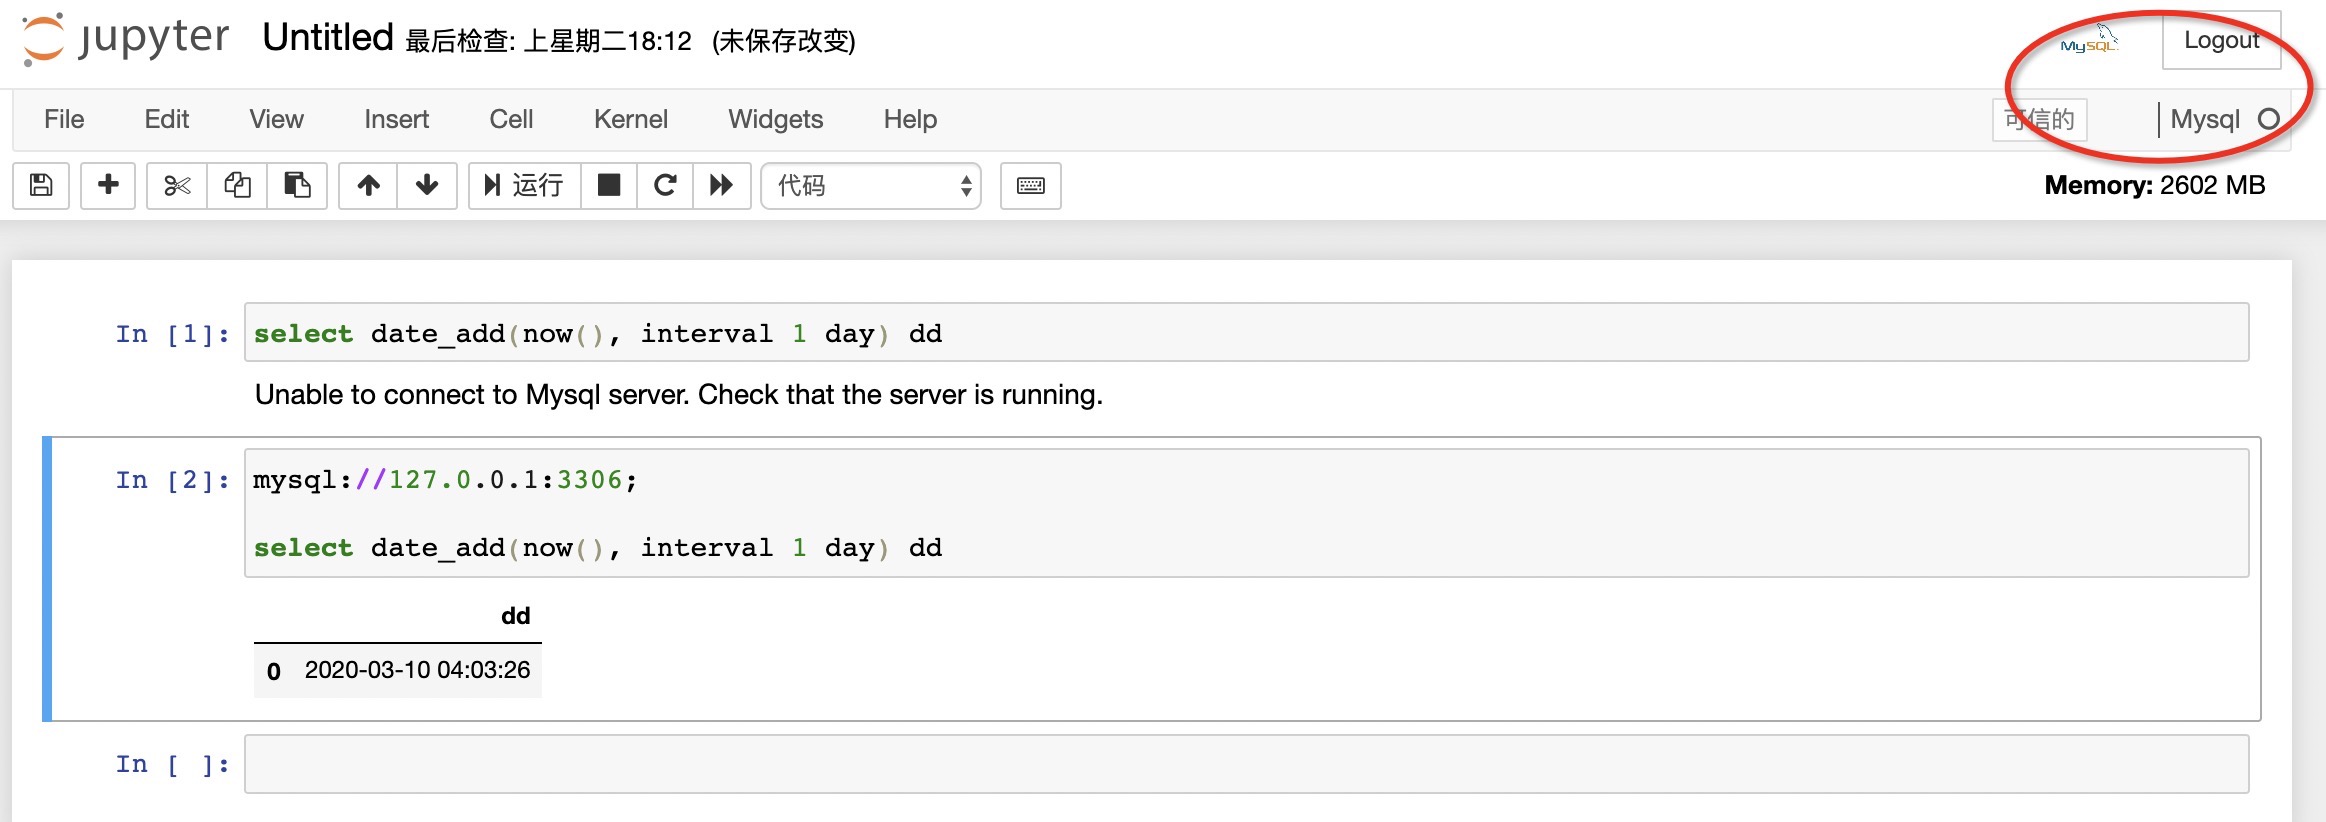 jupyter Untitled 最后检查: 上星期二18:12 (未保存改变) MySQL Logout
File Edit View Insert Cell Kernel Widgets Help 可信的 Mysql
运行 代码 Memory: 2602 MB
In [1]: select date_add(now(), interval 1 day) dd
Unable to connect to Mysql server. Check that the server is running.
In [2]: mysql://127.0.0.1:3306;
select date_add(now(), interval 1 day) dd
dd
0 2020-03-10 04:03:26
In [ ]: